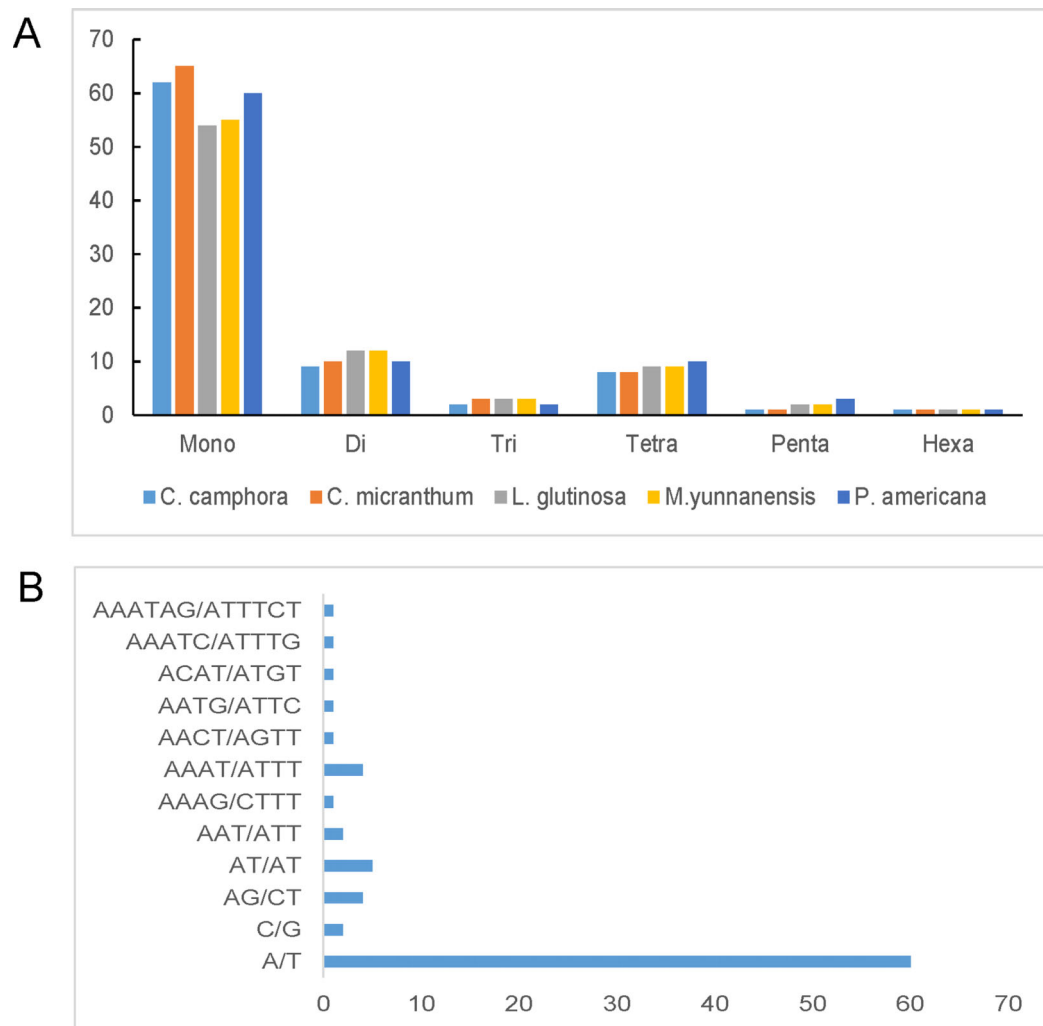 A
70
60
50
40
30
20
10
0
Mono Di Tri Tetra Penta Hexa
C. camphora C. micranthum L. glutinosa M.yunnanensis P. americana
B
AAATAG/ATTTCT
AAATC/ATTTG
ACAT/ATGT
AATG/ATTC
AACT/AGTT
AAAT/ATTT
AAAG/CTTT
AAT/ATT
AT/AT
AG/CT
C/G
A/T
0 10 20 30 40 50 60 70